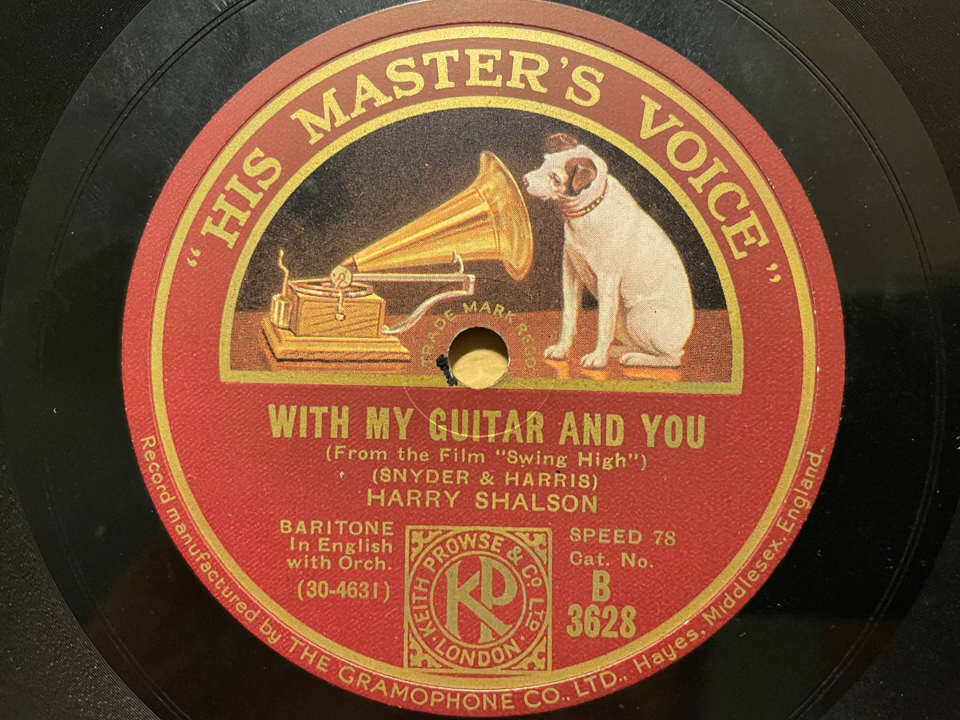 “HIS MASTER'S VOICE”
TRADE MARK REGD
WITH MY GUITAR AND YOU
(From the Film "Swing High")
(SNYDER & HARRIS)
HARRY SHALSON
BARITONE
In English
with Orch.
(30-4631)
KEITH PROWSE & Co. LTD.
KP
· LONDON ·
SPEED 78
Cat. No.
B
3628
Record manufactured by THE GRAMOPHONE CO., LTD., Hayes, Middlesex, England.